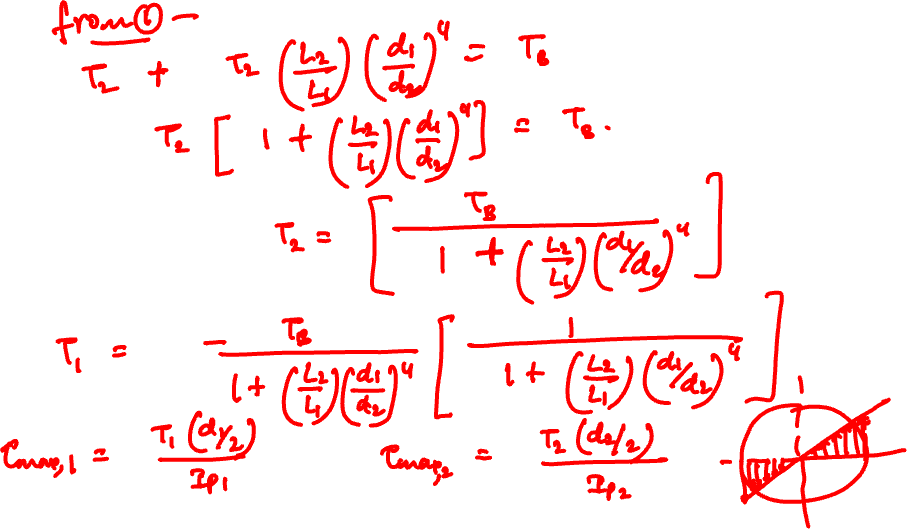 from ① -
T₂ + T₂ (L₂/L₁) (d₁/d₂)⁴ = T_B
T₂ [ 1 + (L₂/L₁) (d₁/d₂)⁴ ] = T_B.
T₂ = [ T_B / (1 + (L₂/L₁) (d₁/d₂)⁴) ]
T₁ = - T_B / (1 + (L₂/L₁) (d₁/d₂)⁴) [ 1 / (1 + (L₂/L₁) (d₁/d₂)⁴) ]
τmax,1 = T₁ (d₁/2) / Ip₁ τmax,2 = T₂ (d₂/2) / Ip₂